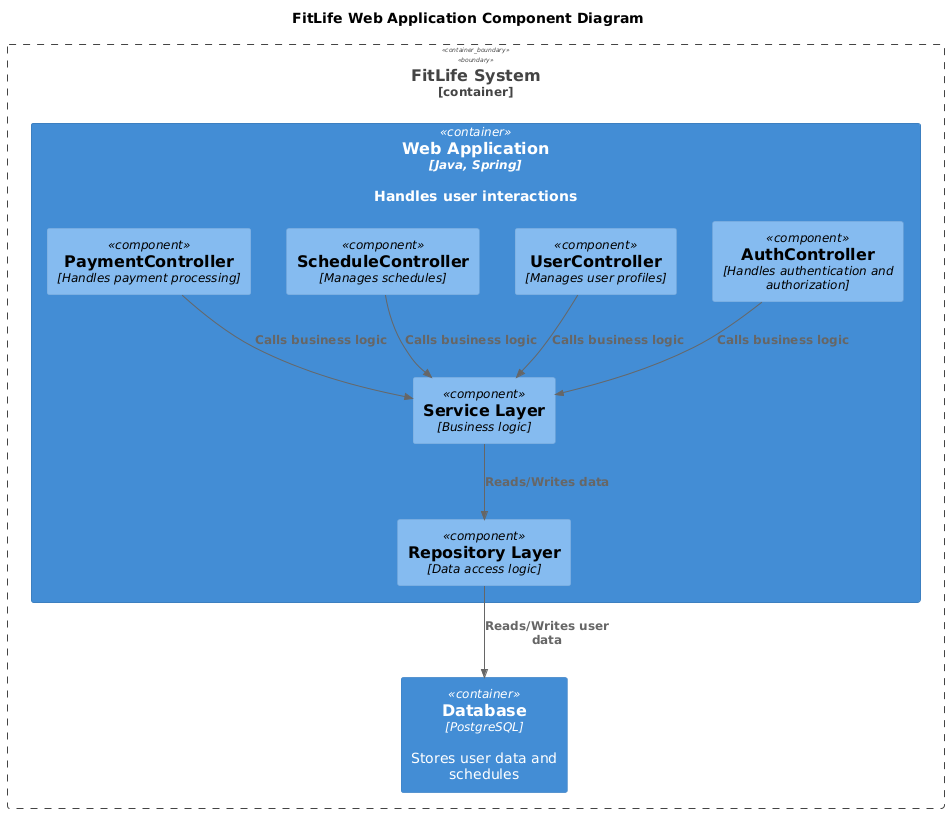 FitLife Web Application Component Diagram
«container_boundary»
«boundary»
FitLife System
[container]
«container»
Web Application
[Java, Spring]
Handles user interactions
«component»
PaymentController
[Handles payment processing]
«component»
ScheduleController
[Manages schedules]
«component»
UserController
[Manages user profiles]
«component»
AuthController
[Handles authentication and
authorization]
Calls business logic
Calls business logic
Calls business logic
Calls business logic
«component»
Service Layer
[Business logic]
Reads/Writes data
«component»
Repository Layer
[Data access logic]
Reads/Writes user
data
«container»
Database
[PostgreSQL]
Stores user data and
schedules